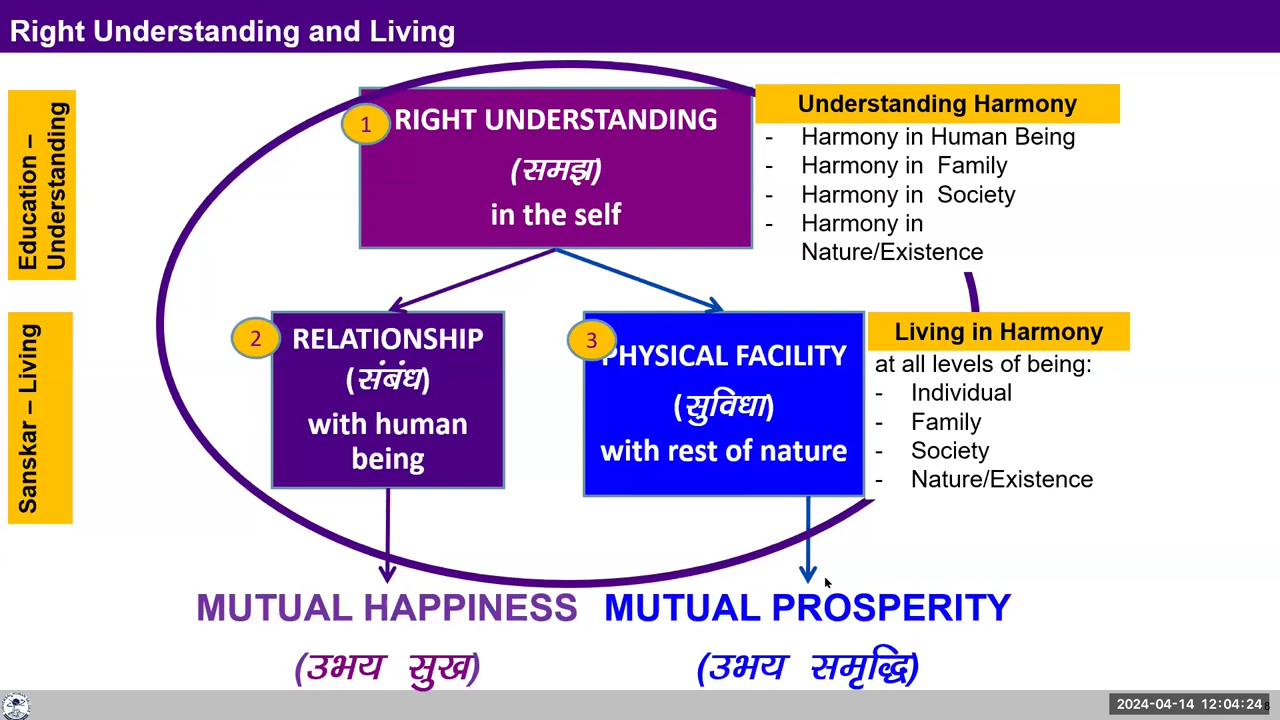 Right Understanding and Living
Education –
Understanding
1
RIGHT UNDERSTANDING
(समझ)
in the self
Understanding Harmony
- Harmony in Human Being
- Harmony in Family
- Harmony in Society
- Harmony in
Nature/Existence
Sanskar – Living
2
RELATIONSHIP
(संबंध)
with human
being
3
PHYSICAL FACILITY
(सुविधा)
with rest of nature
Living in Harmony
at all levels of being:
- Individual
- Family
- Society
- Nature/Existence
MUTUAL HAPPINESS
(उभय सुख)
MUTUAL PROSPERITY
(उभय समृद्धि)
2024-04-14 12:04:24
8